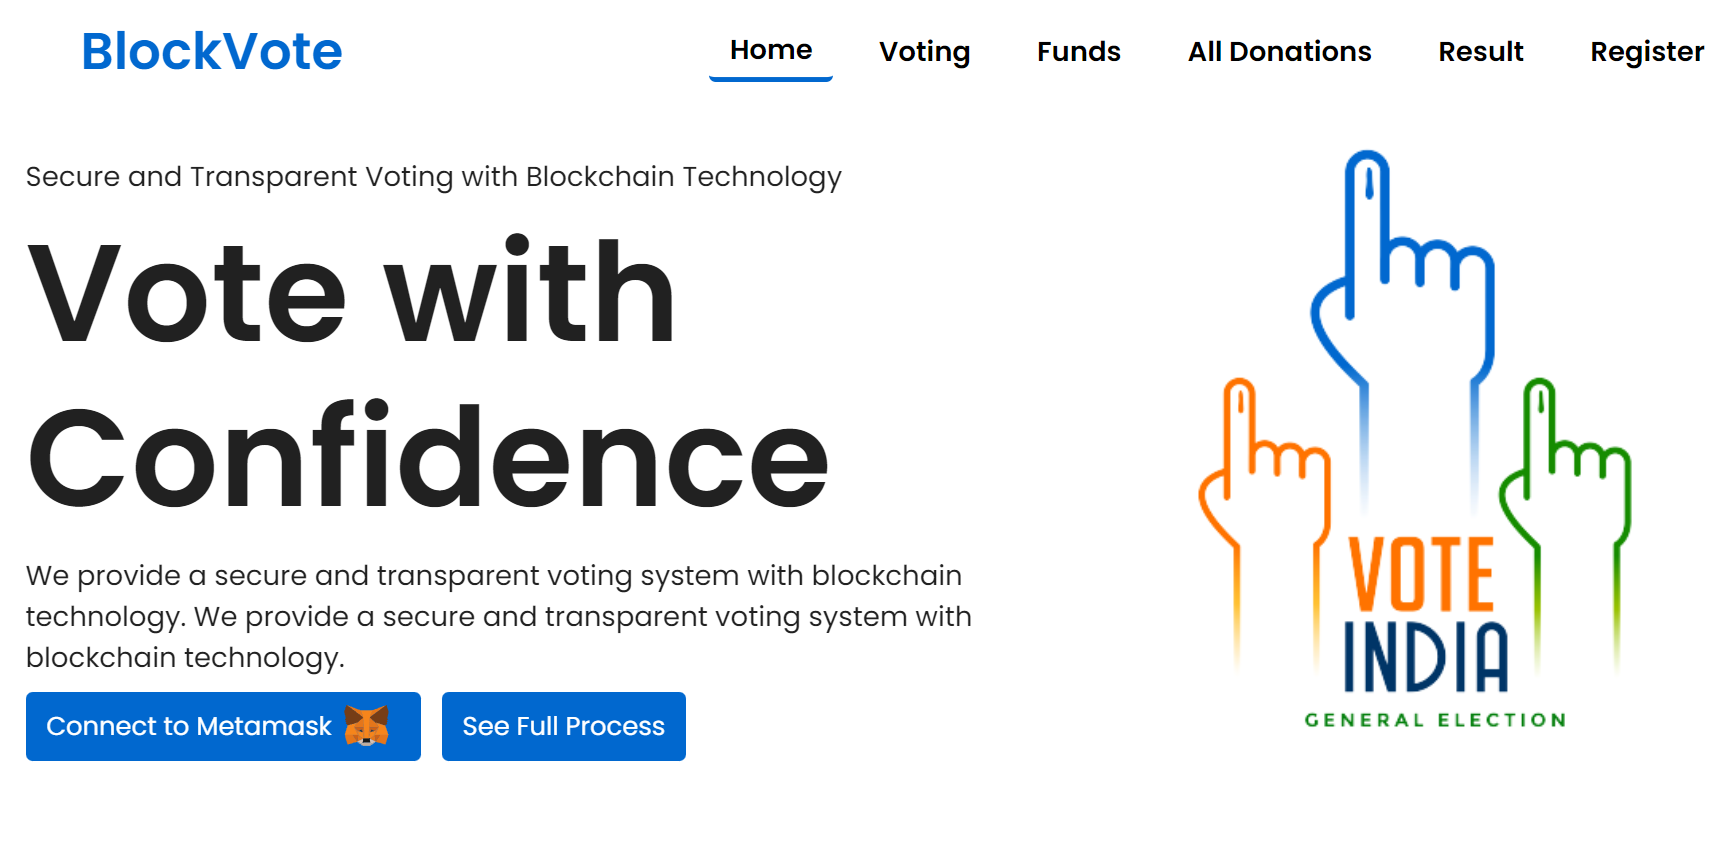 BlockVote
Home
Voting
Funds
All Donations
Result
Register
Secure and Transparent Voting with Blockchain Technology
Vote with
Confidence
We provide a secure and transparent voting system with blockchain
technology. We provide a secure and transparent voting system with
blockchain technology.
Connect to Metamask
See Full Process
VOTE
INDIA
GENERAL ELECTION